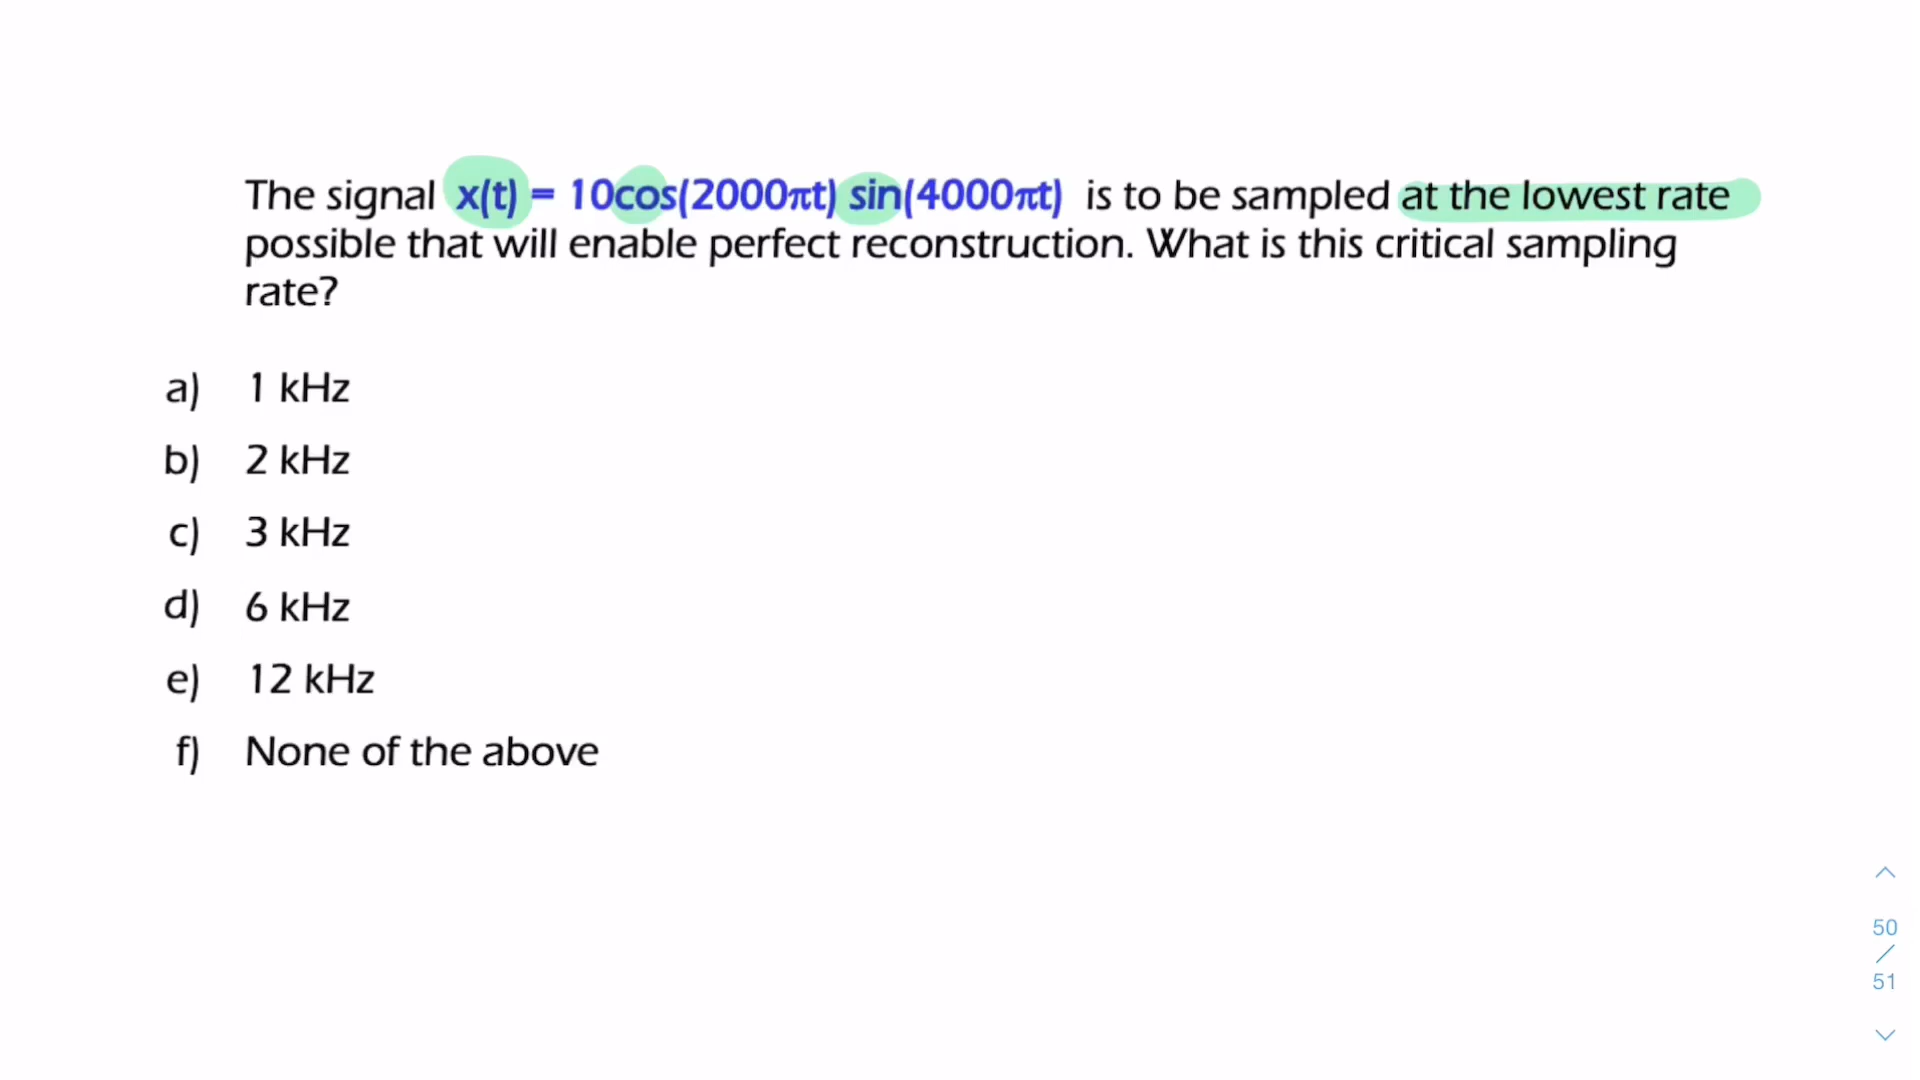 The signal x(t) = 10cos(2000πt) sin(4000πt) is to be sampled at the lowest rate
possible that will enable perfect reconstruction. What is this critical sampling
rate?
a) 1 kHz
b) 2 kHz
c) 3 kHz
d) 6 kHz
e) 12 kHz
f) None of the above
50
/
51